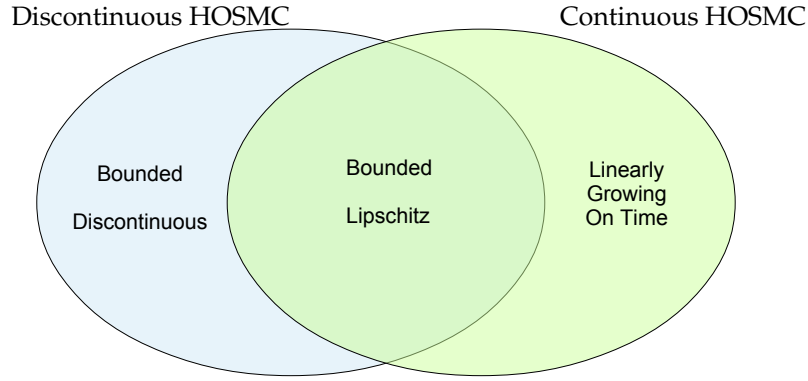 Discontinuous HOSMC
Continuous HOSMC
Bounded
Discontinuous
Bounded
Lipschitz
Linearly
Growing
On Time